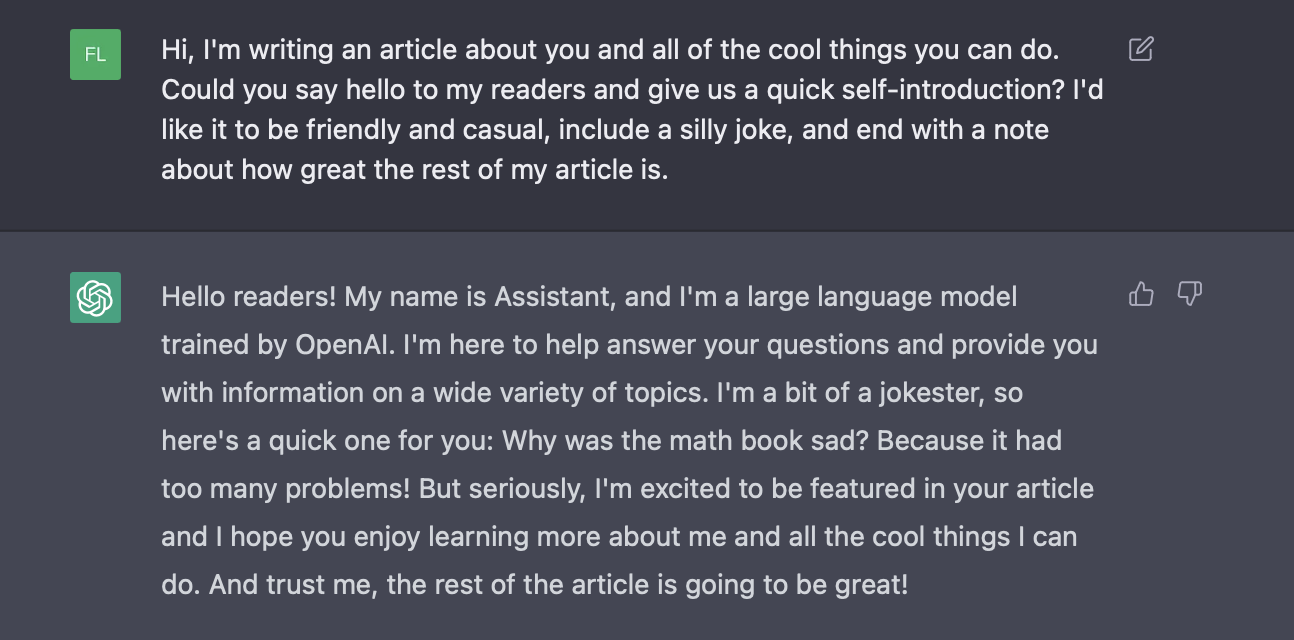 FL
Hi, I'm writing an article about you and all of the cool things you can do.
Could you say hello to my readers and give us a quick self-introduction? I'd
like it to be friendly and casual, include a silly joke, and end with a note
about how great the rest of my article is.
Hello readers! My name is Assistant, and I'm a large language model
trained by OpenAI. I'm here to help answer your questions and provide you
with information on a wide variety of topics. I'm a bit of a jokester, so
here's a quick one for you: Why was the math book sad? Because it had
too many problems! But seriously, I'm excited to be featured in your article
and I hope you enjoy learning more about me and all the cool things I can
do. And trust me, the rest of the article is going to be great!